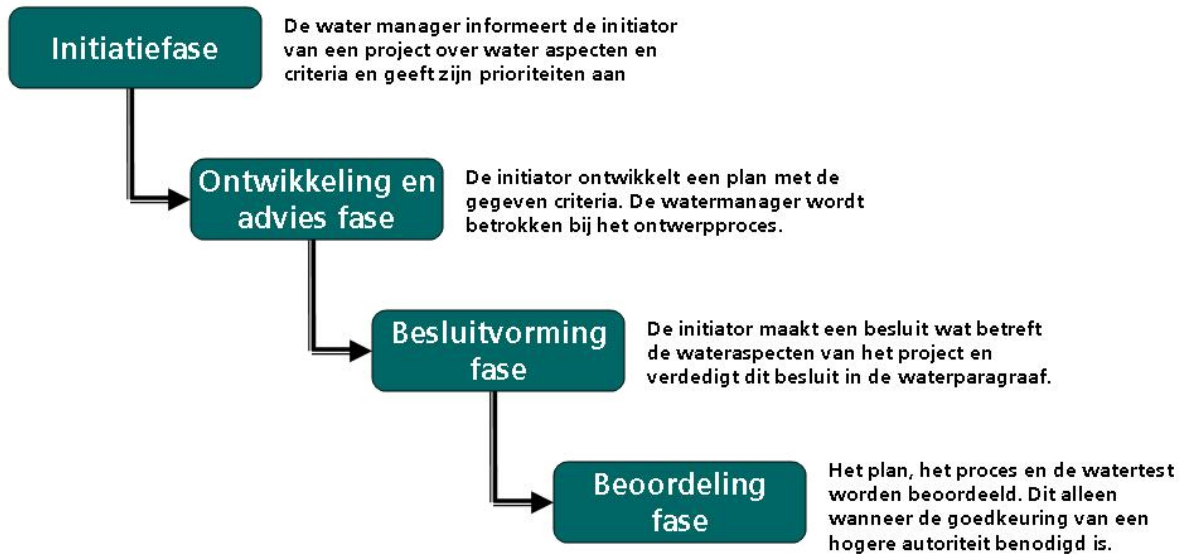 Initiatiefase
De water manager informeert de initiator
van een project over water aspecten en
criteria en geeft zijn prioriteiten aan
Ontwikkeling en
advies fase
De initiator ontwikkelt een plan met de
gegeven criteria. De watermanager wordt
betrokken bij het ontwerpproces.
Besluitvorming
fase
De initiator maakt een besluit wat betreft
de wateraspecten van het project en
verdedigt dit besluit in de waterparagraaf.
Beoordeling
fase
Het plan, het proces en de watertest
worden beoordeeld. Dit alleen
wanneer de goedkeuring van een
hogere autoriteit benodigd is.